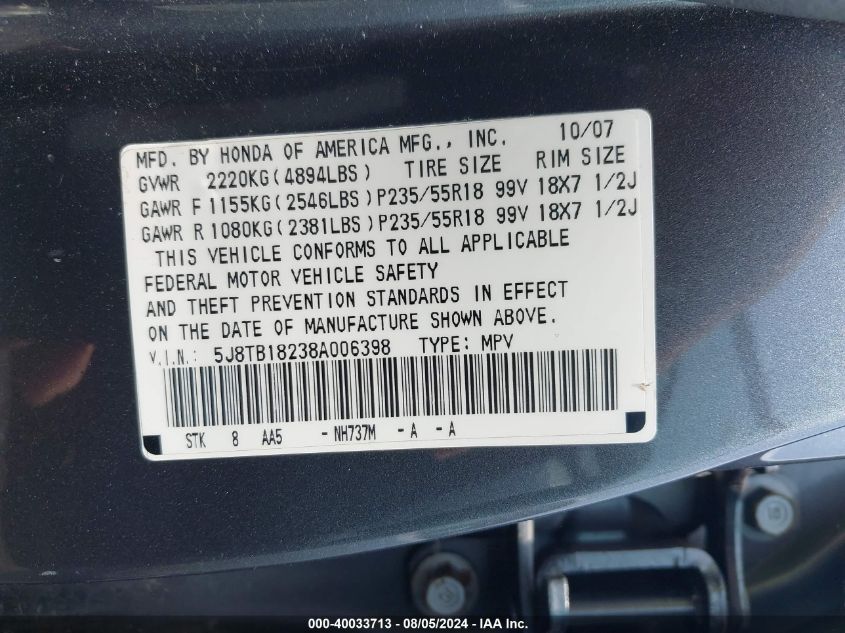 MFD. BY HONDA OF AMERICA MFG., INC. 10/07
GVWR 2220KG(4894LBS) TIRE SIZE RIM SIZE
GAWR F 1155KG(2546LBS) P235/55R18 99V 18X7 1/2J
GAWR R 1080KG(2381LBS) P235/55R18 99V 18X7 1/2J
THIS VEHICLE CONFORMS TO ALL APPLICABLE
FEDERAL MOTOR VEHICLE SAFETY
AND THEFT PREVENTION STANDARDS IN EFFECT
ON THE DATE OF MANUFACTURE SHOWN ABOVE.
V.I.N.: 5J8TB18238A006398 TYPE: MPV
STK 8 AA5 -NH737M -A -A
000-40033713 - 08/05/2024 - IAA Inc.